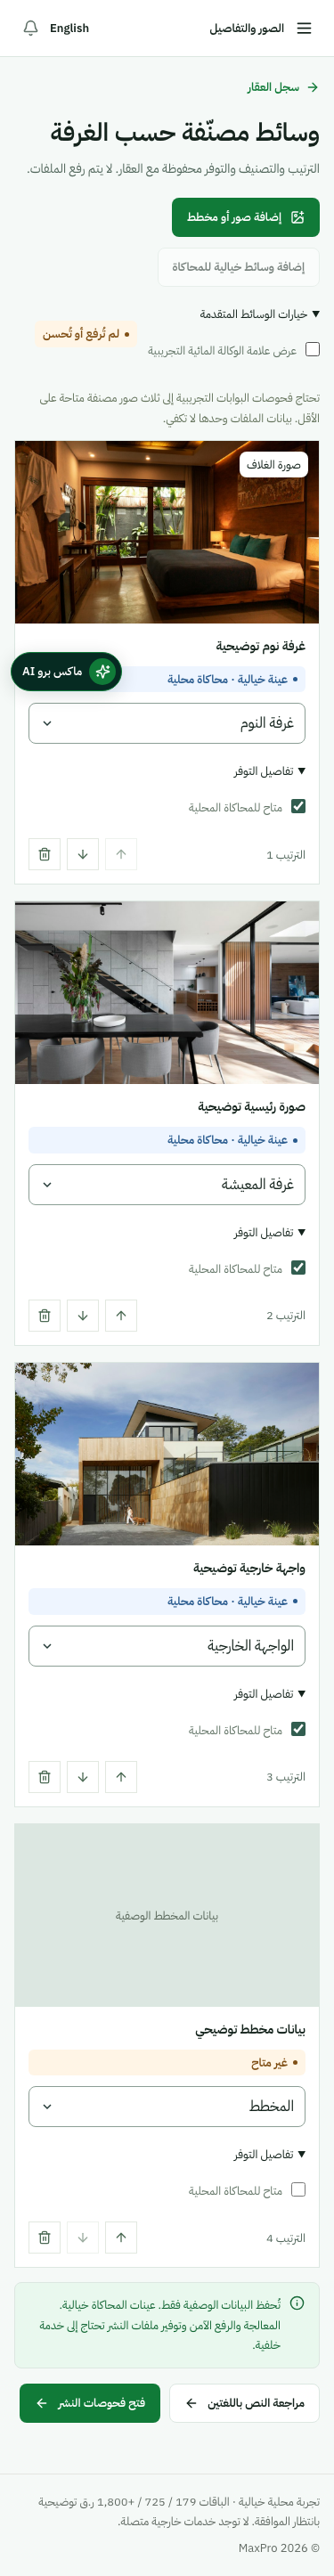 الصور والتفاصيل
English
سجل العقار
وسائط مصنّفة حسب الغرفة
الترتيب والتصنيف والتوفر محفوظة مع العقار. لا يتم رفع الملفات.
إضافة صور أو مخطط
إضافة وسائط خيالية للمحاكاة
خيارات الوسائط المتقدمة
لم تُرفع أو تُحسن
عرض علامة الوكالة المائية التجريبية
تحتاج فحوصات البوابات التجريبية إلى ثلاث صور مصنفة متاحة على
الأقل. بيانات الملفات وحدها لا تكفي.
صورة الغلاف
غرفة نوم توضيحية
ماكس برو AI
عينة خيالية · محاكاة محلية
غرفة النوم
تفاصيل التوفر
متاح للمحاكاة المحلية
الترتيب 1
صورة رئيسية توضيحية
عينة خيالية · محاكاة محلية
غرفة المعيشة
تفاصيل التوفر
متاح للمحاكاة المحلية
الترتيب 2
واجهة خارجية توضيحية
عينة خيالية · محاكاة محلية
الواجهة الخارجية
تفاصيل التوفر
متاح للمحاكاة المحلية
الترتيب 3
بيانات المخطط الوصفية
بيانات مخطط توضيحي
غير متاح
المخطط
تفاصيل التوفر
متاح للمحاكاة المحلية
الترتيب 4
تُحفظ البيانات الوصفية فقط. عينات المحاكاة خيالية.
المعالجة والرفع الآمن وتوفير ملفات النشر تحتاج إلى خدمة
خلفية.
مراجعة النص باللغتين
فتح فحوصات النشر
تجربة محلية خيالية · الباقات 179 / 725 / +1,800 ر.ق توضيحية
بانتظار الموافقة. لا توجد خدمات خارجية متصلة.
© 2026 MaxPro